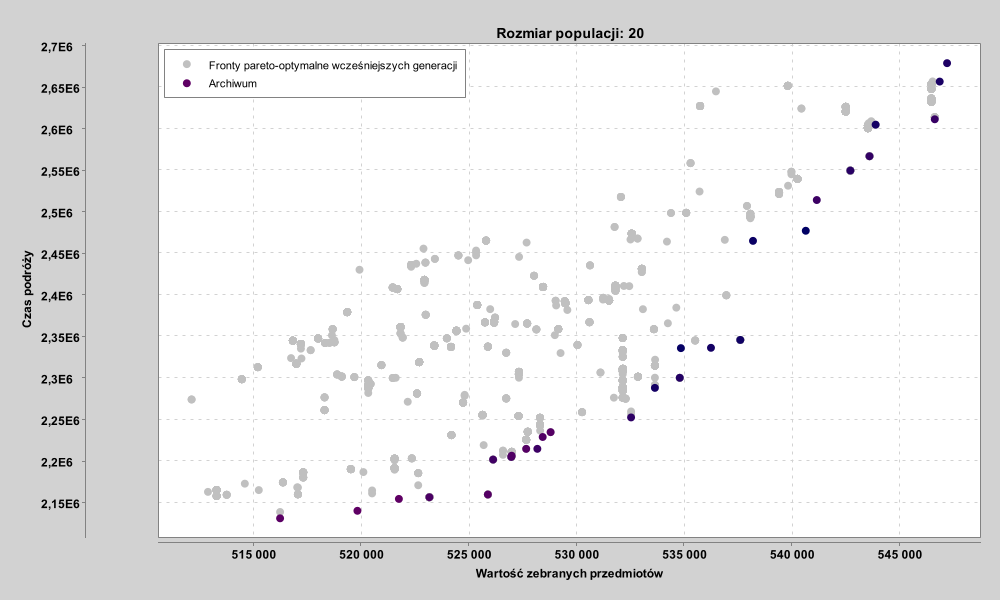 Rozmiar populacji: 20
Fronty pareto-optymalne wcześniejszych generacji
Archiwum
2,7E6
2,65E6
2,6E6
2,55E6
2,5E6
2,45E6
2,4E6
2,35E6
2,3E6
2,25E6
2,2E6
2,15E6
Czas podróży
515 000 520 000 525 000 530 000 535 000 540 000 545 000
Wartość zebranych przedmiotów